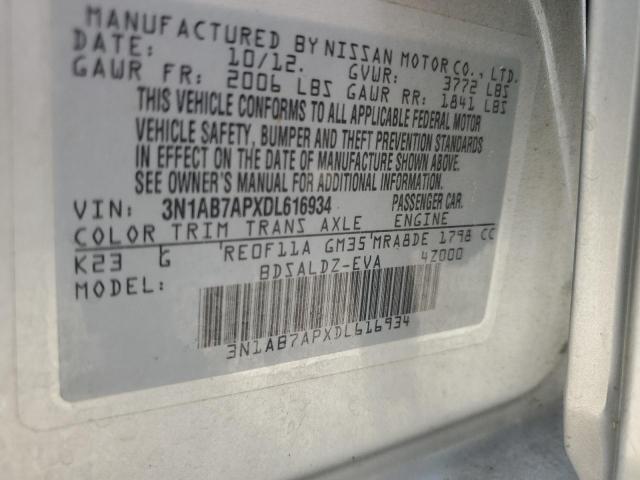 MANUFACTURED BY NISSAN MOTOR CO., LTD.
DATE: 10/12. GVWR: 3772 LBS
GAWR FR: 2006 LBS GAWR RR: 1841 LBS
THIS VEHICLE CONFORMS TO ALL APPLICABLE FEDERAL MOTOR
VEHICLE SAFETY, BUMPER AND THEFT PREVENTION STANDARDS
IN EFFECT ON THE DATE OF MANUFACTURE SHOWN ABOVE.
SEE OWNER'S MANUAL FOR ADDITIONAL INFORMATION.
VIN: 3N1AB7APXDL616934 PASSENGER CAR.
COLOR TRIM TRANS AXLE ENGINE
K23 G RE0F11A GM35 MRA8DE 1798 CC
MODEL: BDSALDZ-EVA 4Z000
3N1AB7APXDL616934